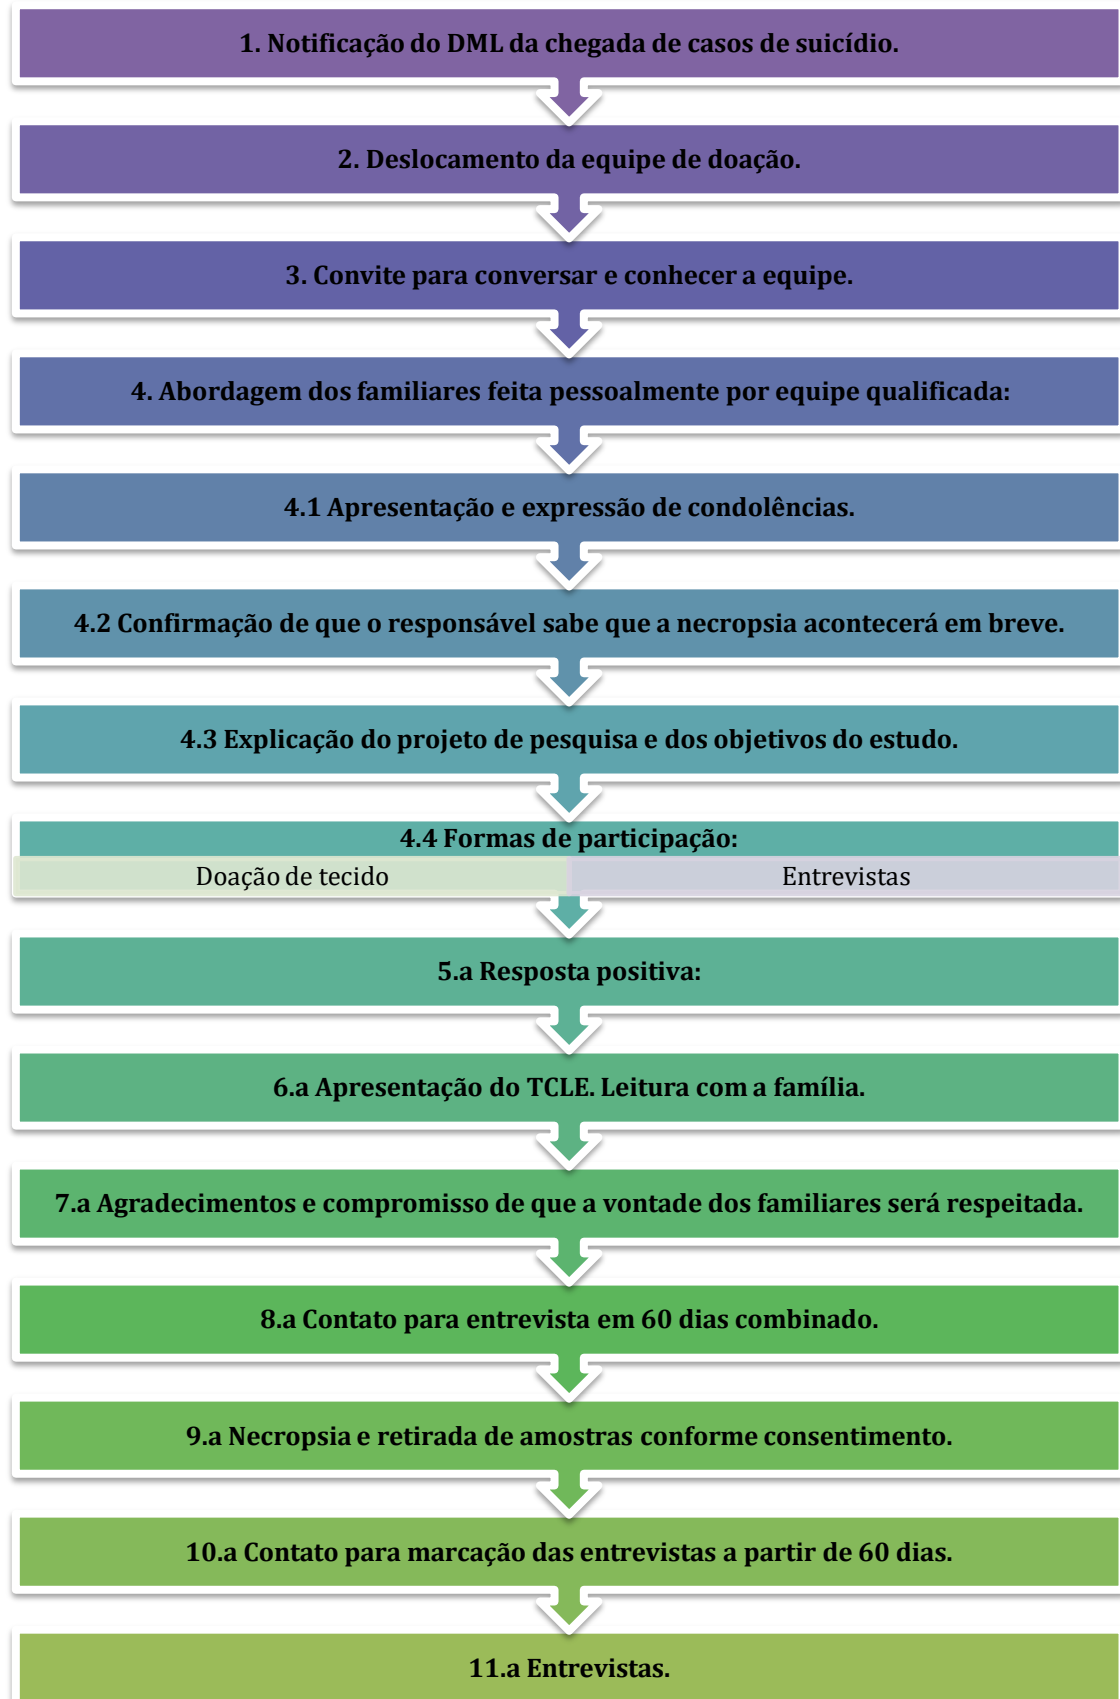 1. Notificação do DML da chegada de casos de suicídio.
2. Deslocamento da equipe de doação.
3. Convite para conversar e conhecer a equipe.
4. Abordagem dos familiares feita pessoalmente por equipe qualificada:
4.1 Apresentação e expressão de condolências.
4.2 Confirmação de que o responsável sabe que a necropsia acontecerá em breve.
4.3 Explicação do projeto de pesquisa e dos objetivos do estudo.
4.4 Formas de participação:
Doação de tecido
Entrevistas
5.a Resposta positiva:
6.a Apresentação do TCLE. Leitura com a família.
7.a Agradecimentos e compromisso de que a vontade dos familiares será respeitada.
8.a Contato para entrevista em 60 dias combinado.
9.a Necropsia e retirada de amostras conforme consentimento.
10.a Contato para marcação das entrevistas a partir de 60 dias.
11.a Entrevistas.